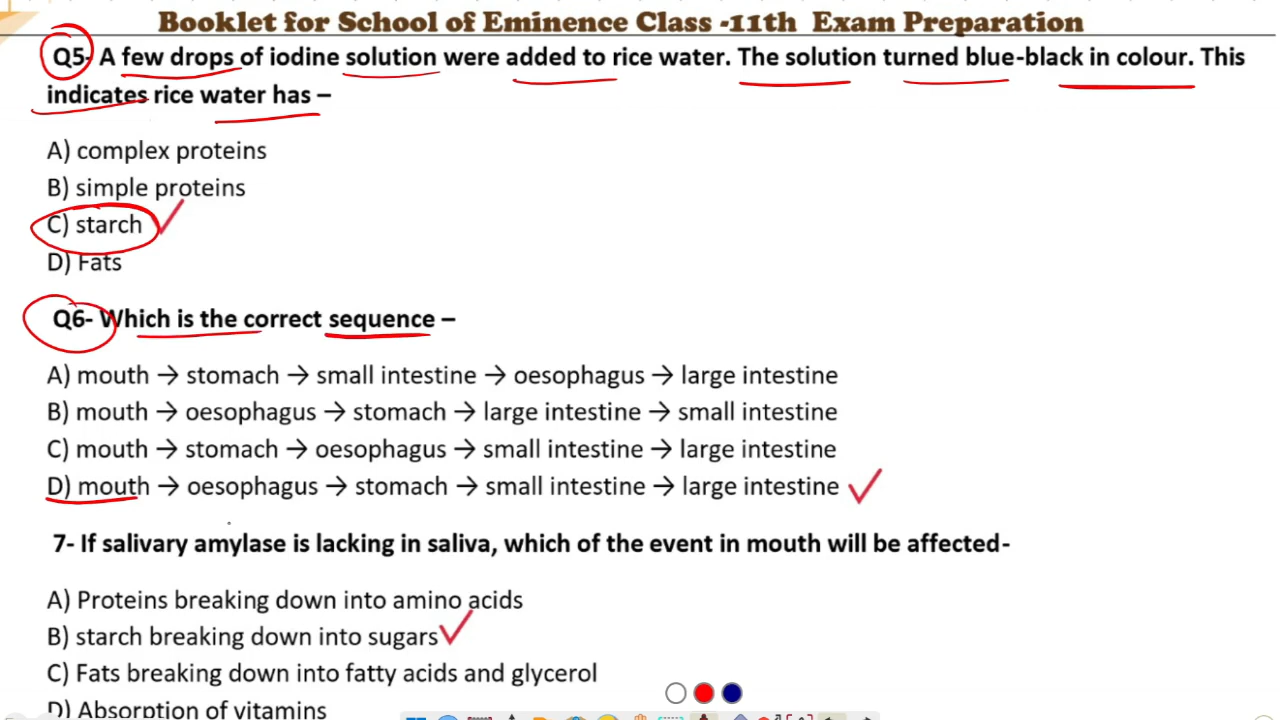 Booklet for School of Eminence Class -11th Exam Preparation
Q5- A few drops of iodine solution were added to rice water. The solution turned blue-black in colour. This
indicates rice water has –
A) complex proteins
B) simple proteins
C) starch
D) Fats
Q6- Which is the correct sequence –
A) mouth → stomach → small intestine → oesophagus → large intestine
B) mouth → oesophagus → stomach → large intestine → small intestine
C) mouth → stomach → oesophagus → small intestine → large intestine
D) mouth → oesophagus → stomach → small intestine → large intestine
7- If salivary amylase is lacking in saliva, which of the event in mouth will be affected-
A) Proteins breaking down into amino acids
B) starch breaking down into sugars
C) Fats breaking down into fatty acids and glycerol
D) Absorption of vitamins